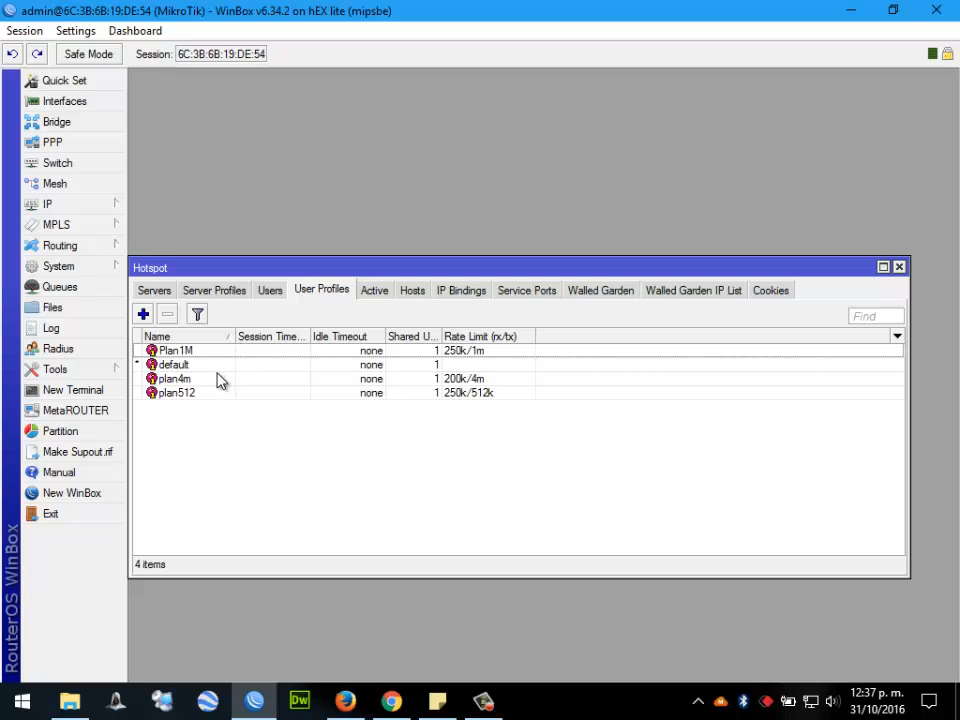 admin@6C:3B:6B:19:DE:54 (MikroTik) - WinBox v6.34.2 on hEX lite (mipsbe)
Session Settings Dashboard
Safe Mode Session: 6C:3B:6B:19:DE:54
Quick Set
Interfaces
Bridge
PPP
Switch
Mesh
IP
MPLS
Routing
System
Queues
Files
Log
Radius
Tools
New Terminal
MetaROUTER
Partition
Make Supout.rif
Manual
New WinBox
Exit
RouterOS WinBox
Hotspot
Servers Server Profiles Users User Profiles Active Hosts IP Bindings Service Ports Walled Garden Walled Garden IP List Cookies
Find
Name Session Time... Idle Timeout Shared U... Rate Limit (rx/tx)
Plan1M none 1 250k/1m
* default none 1
plan4m none 1 200k/4m
plan512 none 1 250k/512k
4 items
Dw
12:37 p. m.
31/10/2016